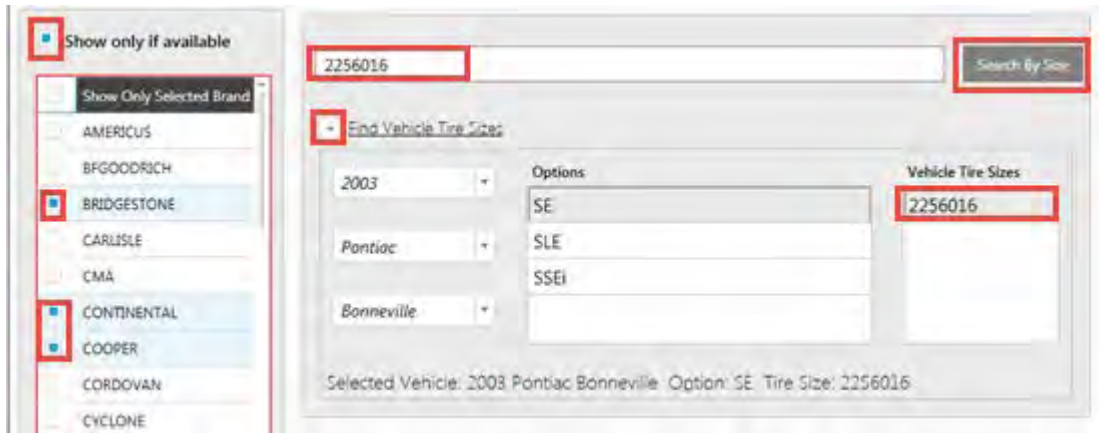 Show only if available
Show Only Selected Brand
AMERICUS
BFGOODRICH
BRIDGESTONE
CARLISLE
CMA
CONTINENTAL
COOPER
CORDOVAN
CYCLONE
2256016
Search By Size
Find Vehicle Tire Sizes
2003
Pontiac
Bonneville
Options
SE
SLE
SSEi
Vehicle Tire Sizes
2256016
Selected Vehicle: 2003 Pontiac Bonneville Option: SE Tire Size: 2256016